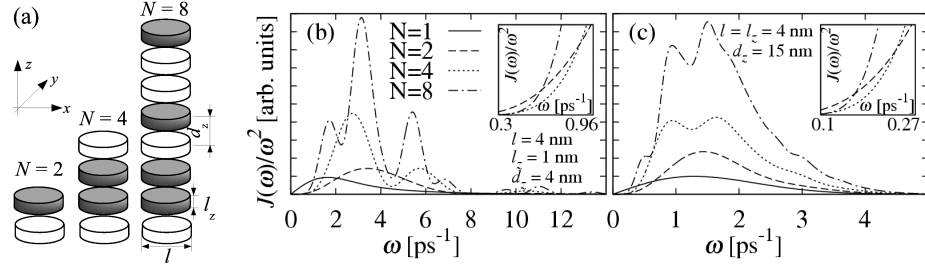 (a)
N = 8
z
y
x
N = 4
d_z
N = 2
l_z
l
J(ω)/ω² [arb. units]
(b)
N=1
N=2
N=4
N=8
J(ω)/ω²
ω [ps⁻¹]
0.3 0.96
l = 4 nm
l_z = 1 nm
d_z = 4 nm
0 2 4 6 8 10 12
ω [ps⁻¹]
(c)
l = l_z = 4 nm
d_z = 15 nm
J(ω)/ω²
ω [ps⁻¹]
0.1 0.27
0 1 2 3 4
ω [ps⁻¹]